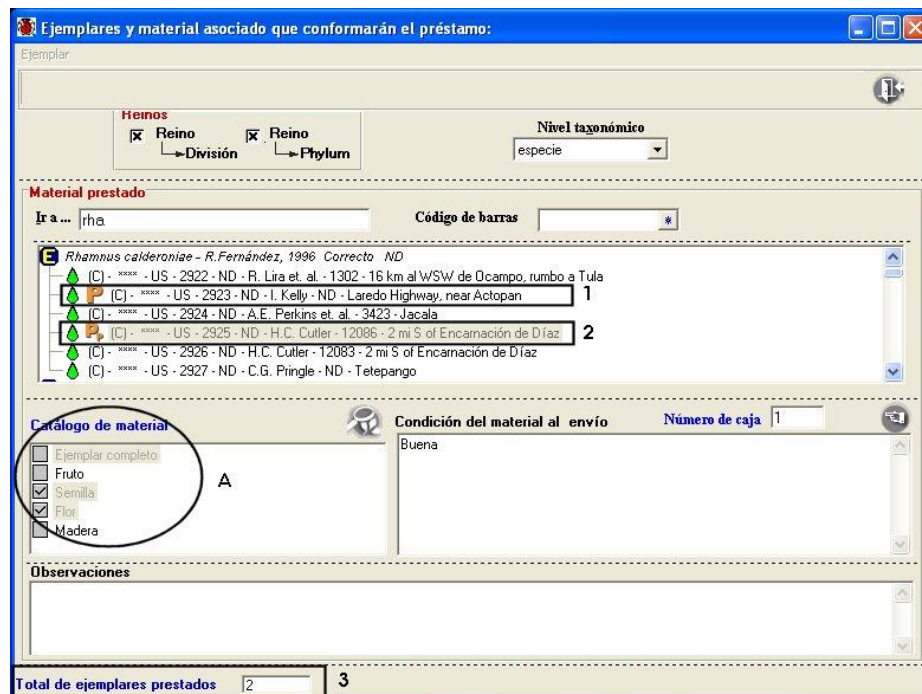 Ejemplares y material asociado que conformarán el préstamo:
Ejemplar
Reinos
Reino Reino
División Phylum
Nivel taxonómico
especie
Material prestado
Ir a ... rha Código de barras *
E Rhamnus calderoniae - R.Fernández, 1996 Correcto ND
(C) - **** - US - 2922 - ND - R. Lira et. al. - 1302 - 16 km al WSW de Ocampo, rumbo a Tula
P (C) - **** - US - 2923 - ND - I. Kelly - ND - Laredo Highway, near Actopan 1
(C) - **** - US - 2924 - ND - A.E. Perkins et. al. - 3423 - Jacala
Pp (C) - **** - US - 2925 - ND - H.C. Cutler - 12086 - 2 mi S of Encarnación de Díaz 2
(C) - **** - US - 2926 - ND - H.C. Cutler - 12083 - 2 mi S of Encarnación de Díaz
(C) - **** - US - 2927 - ND - C.G. Pringle - ND - Tetepango
Catálogo de material Condición del material al envío Número de caja 1
Ejemplar completo
Fruto
Semilla
Flor
Madera
A
Buena
Observaciones
Total de ejemplares prestados 2 3